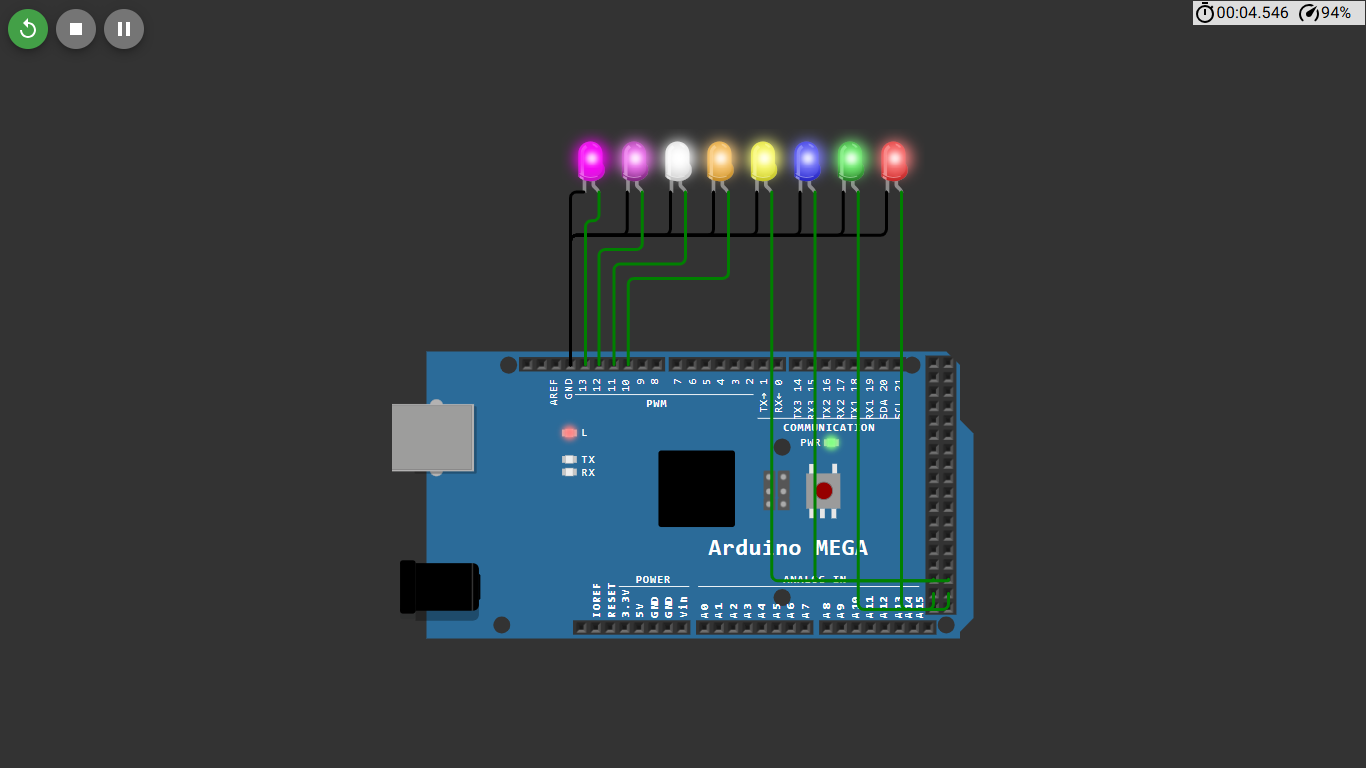 00:04.546 94%
AREF GND 13 12 11 10 9 8 7 6 5 4 3 2 TX→ 1 RX← 0 TX3 14 RX3 15 TX2 16 RX2 17 TX1 18 RX1 19 SDA 20 SCL 21
PWM
COMMUNICATION
L
PWR
TX
RX
Arduino MEGA
POWER ANALOG IN
IOREF RESET 3.3V 5V GND GND Vin A0 A1 A2 A3 A4 A5 A6 A7 A8 A9 A10 A11 A12 A13 A14 A15